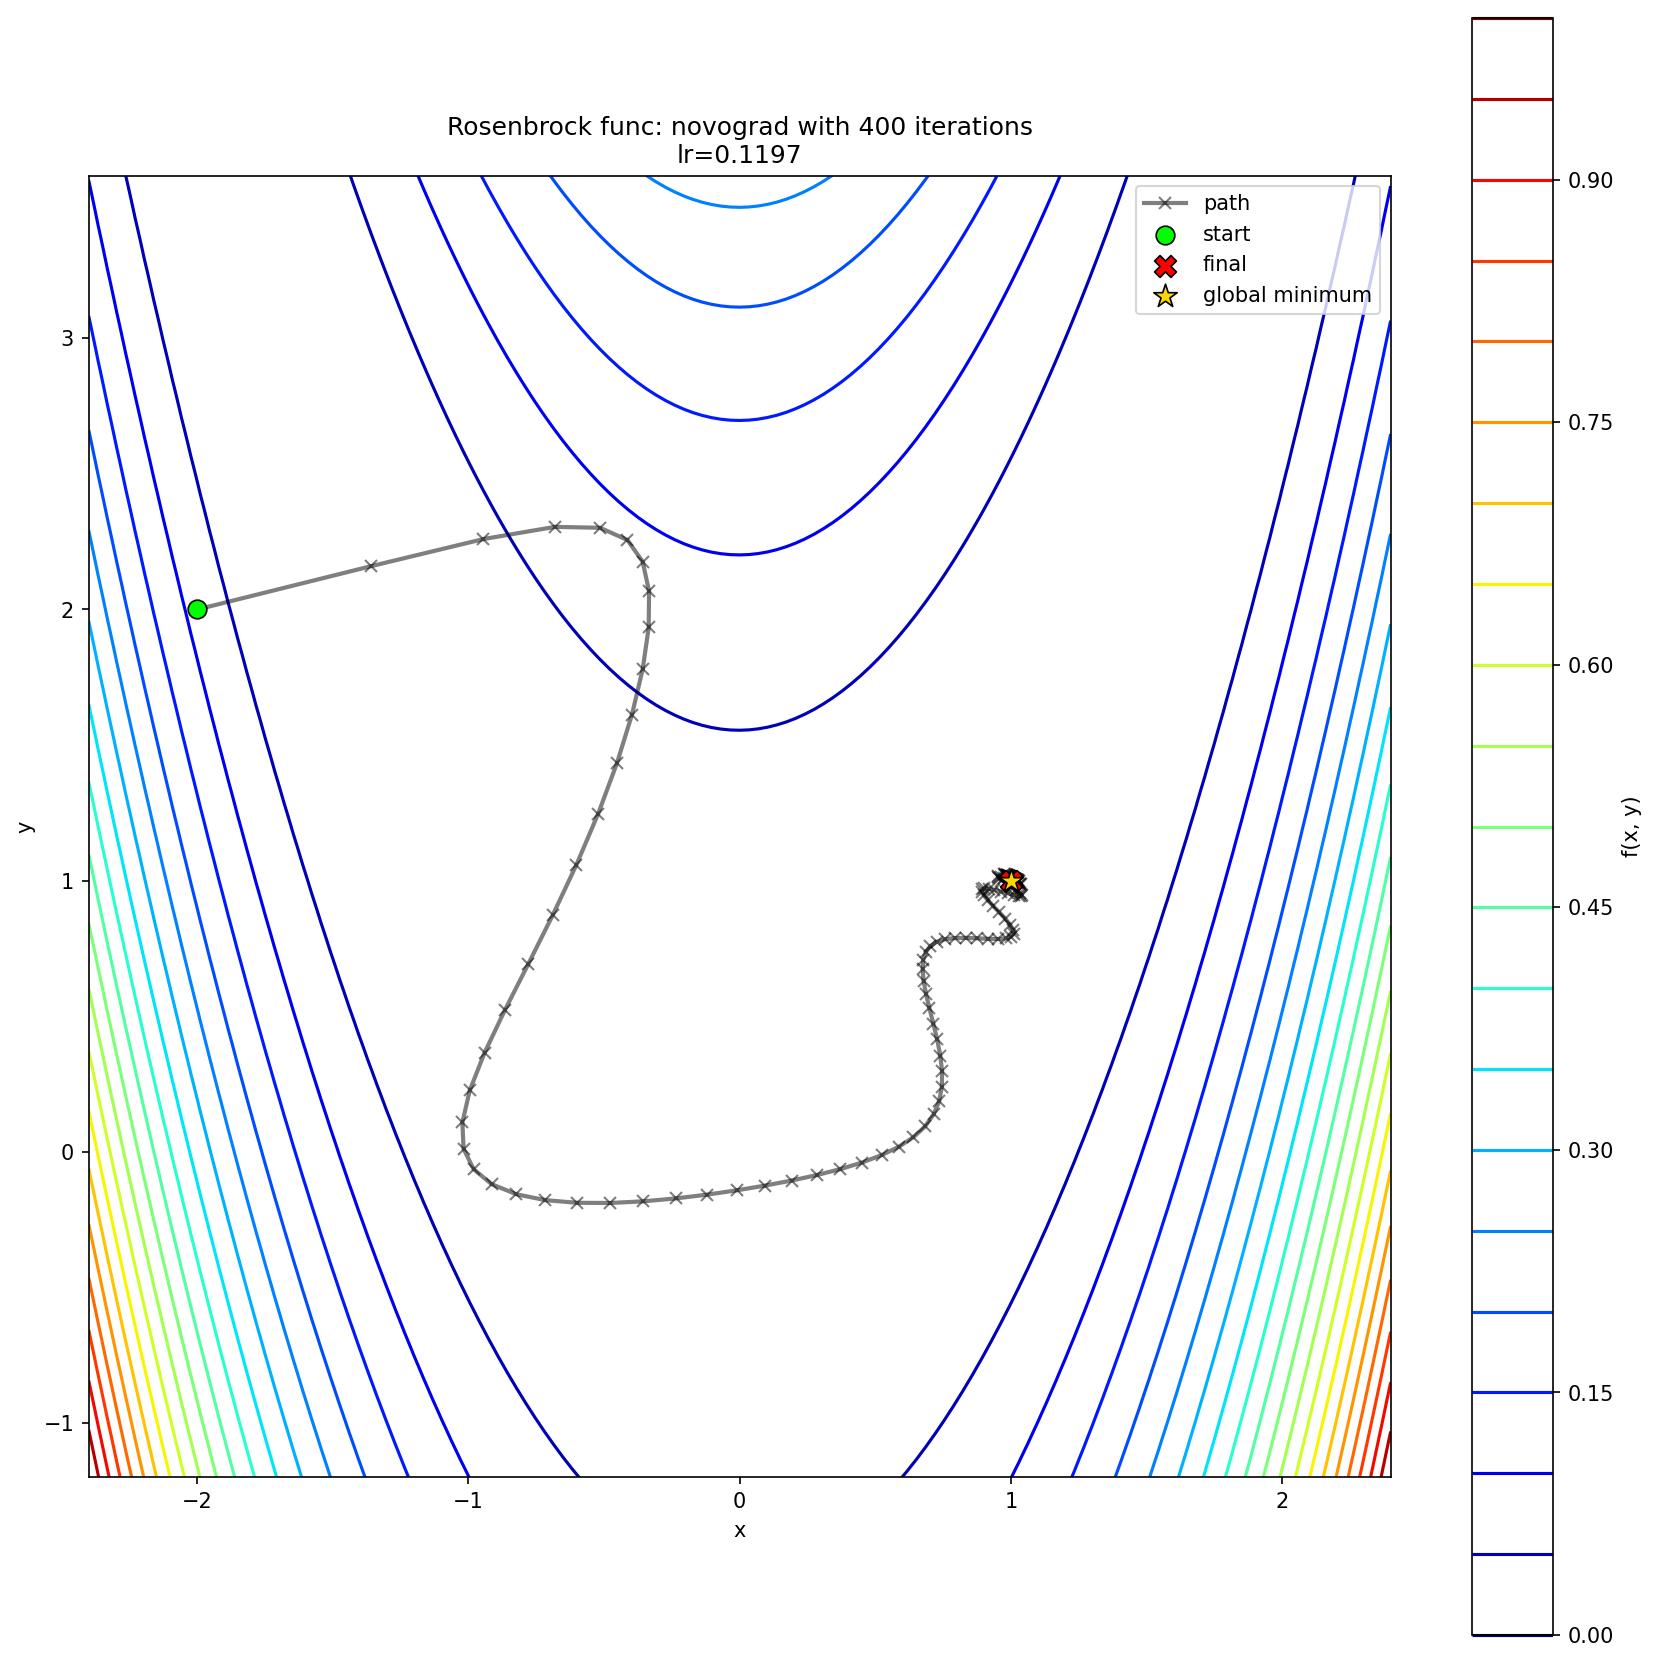 Rosenbrock func: novograd with 400 iterations
lr=0.1197
path
start
final
global minimum
3
2
1
0
−1
y
−2
−1
0
1
2
x
0.90
0.75
0.60
0.45
0.30
0.15
0.00
f(x, y)